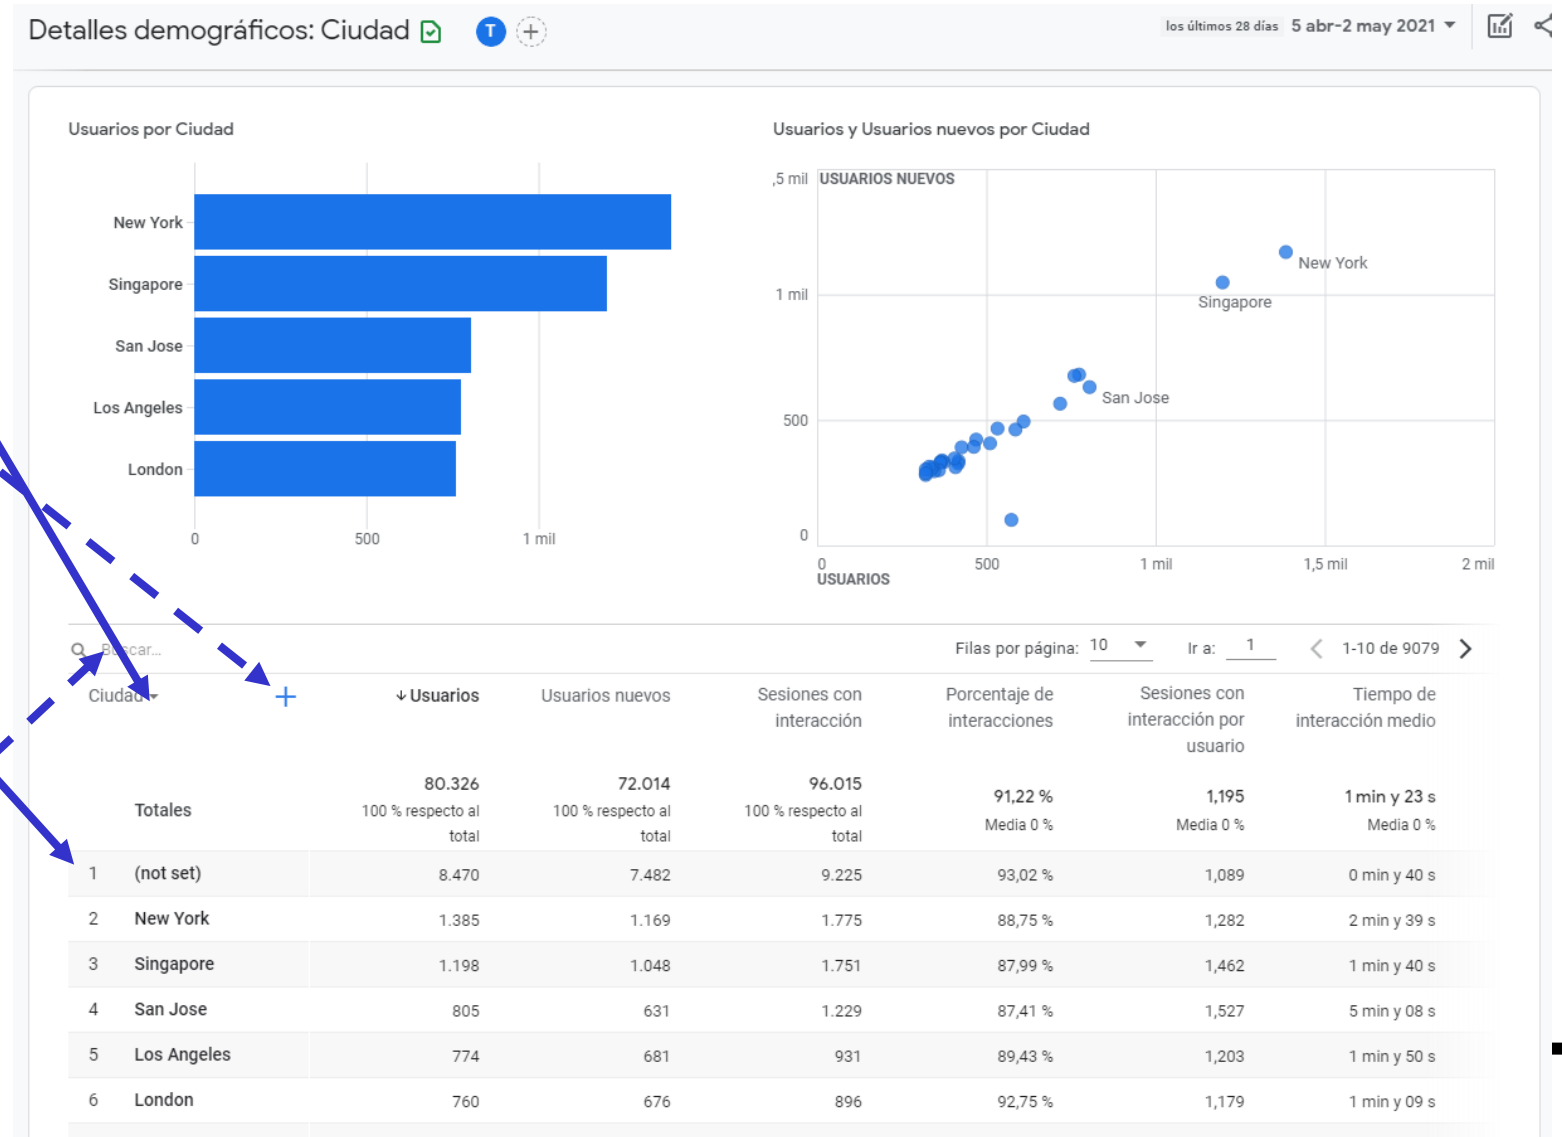 Detalles demográficos: Ciudad T
los últimos 28 días 5 abr-2 may 2021
Usuarios por Ciudad
New York
Singapore
San Jose
Los Angeles
London
0 500 1 mil
Usuarios y Usuarios nuevos por Ciudad
,5 mil USUARIOS NUEVOS
New York
1 mil
Singapore
San Jose
500
0
0 500 1 mil 1,5 mil 2 mil
USUARIOS
Buscar... Filas por página: 10 Ir a: 1 1-10 de 9079
Ciudad + ↓ Usuarios Usuarios nuevos Sesiones con interacción Porcentaje de interacciones Sesiones con interacción por usuario Tiempo de interacción medio
Totales 80.326 72.014 96.015 91,22 % 1,195 1 min y 23 s
100 % respecto al total 100 % respecto al total 100 % respecto al total Media 0 % Media 0 % Media 0 %
1 (not set) 8.470 7.482 9.225 93,02 % 1,089 0 min y 40 s
2 New York 1.385 1.169 1.775 88,75 % 1,282 2 min y 39 s
3 Singapore 1.198 1.048 1.751 87,99 % 1,462 1 min y 40 s
4 San Jose 805 631 1.229 87,41 % 1,527 5 min y 08 s
5 Los Angeles 774 681 931 89,43 % 1,203 1 min y 50 s
6 London 760 676 896 92,75 % 1,179 1 min y 09 s